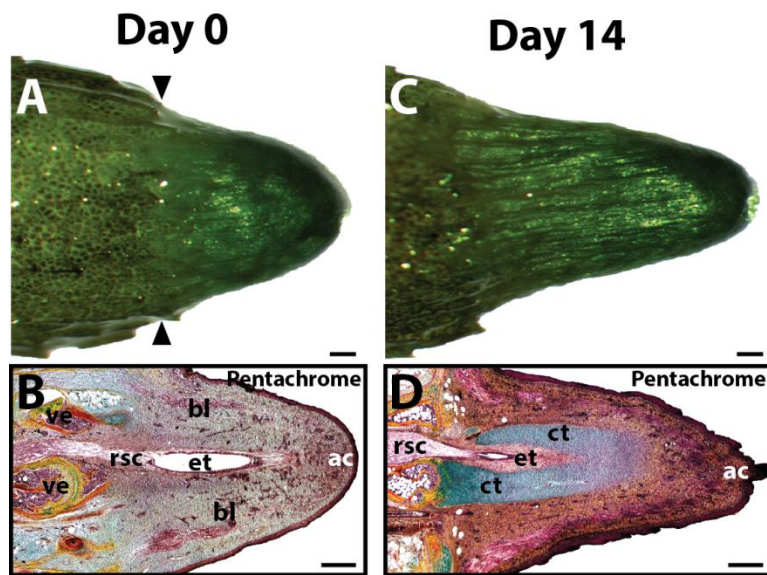 Day 0
Day 14
A
C
B
Pentachrome
ve
bl
rsc
et
ac
ve
bl
D
Pentachrome
ct
rsc
et
ac
ct